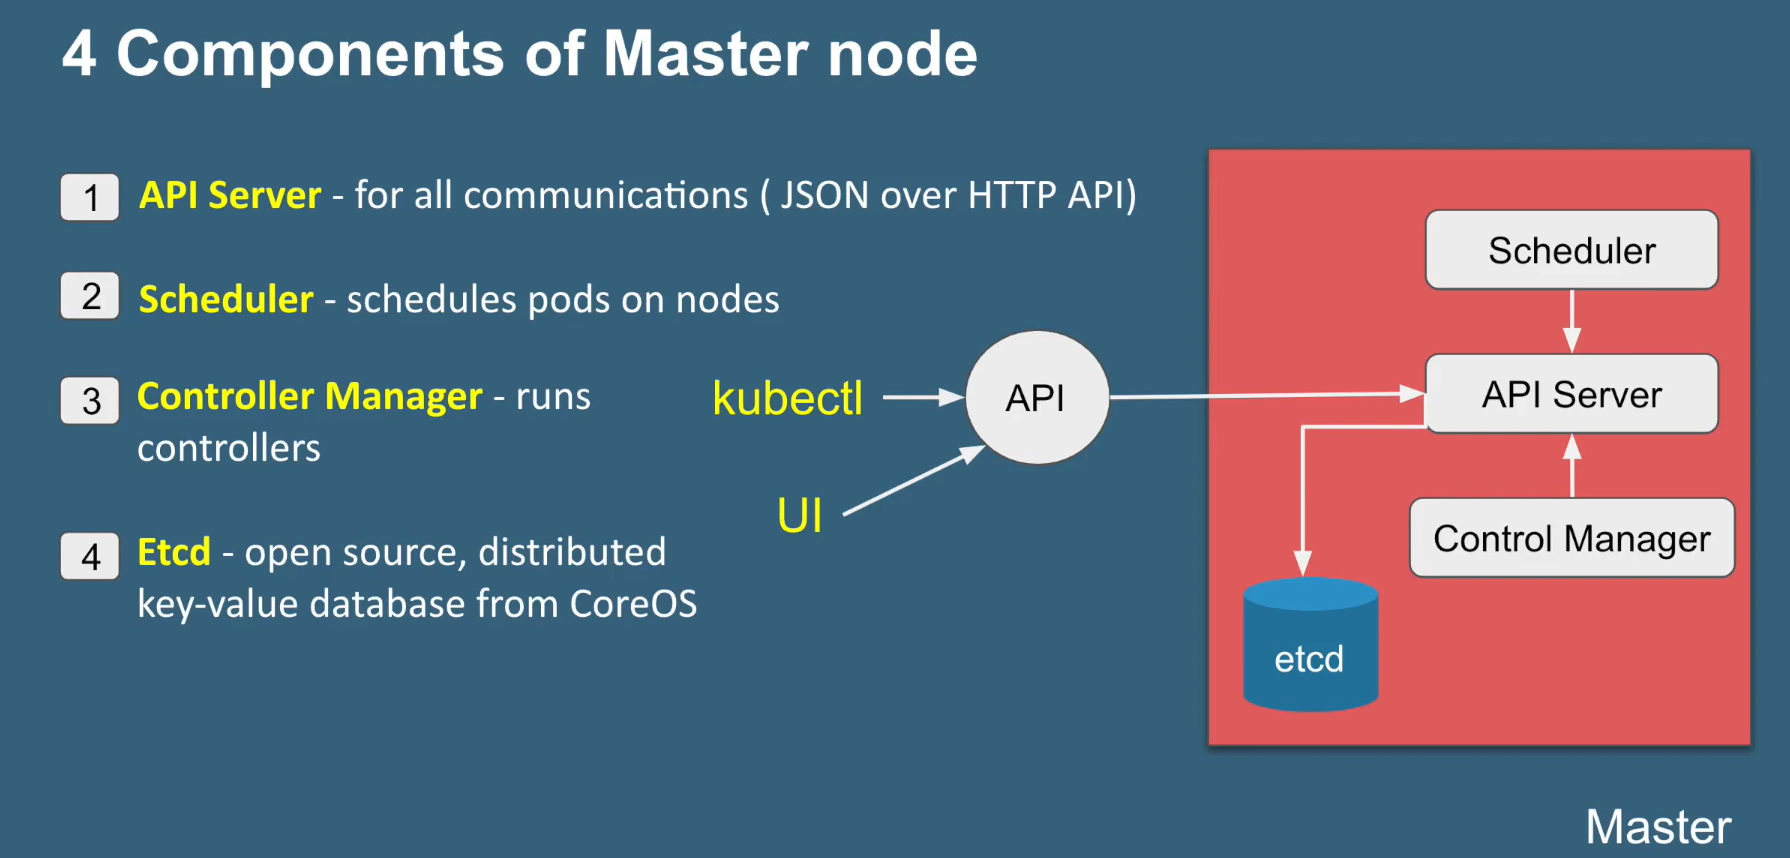 4 Components of Master node
1 API Server - for all communications ( JSON over HTTP API)
2 Scheduler - schedules pods on nodes
3 Controller Manager - runs
controllers
4 Etcd - open source, distributed
key-value database from CoreOS
kubectl
UI
API
Scheduler
API Server
Control Manager
etcd
Master